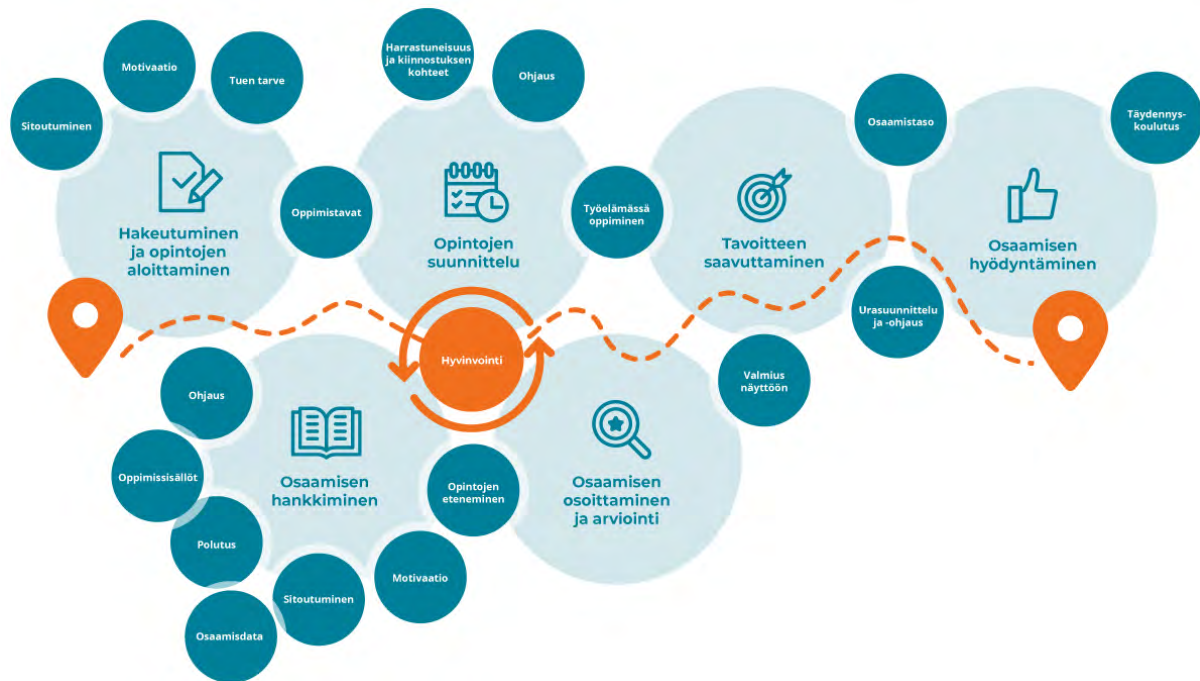 Sitoutuminen
Motivaatio
Tuen tarve
Hakeutuminen
ja opintojen
aloittaminen
Oppimistavat
Harrastuneisuus
ja kiinnostuksen
kohteet
Ohjaus
Opintojen
suunnittelu
Työelämässä
oppiminen
Tavoitteen
saavuttaminen
Osaamistaso
Osaamisen
hyödyntäminen
Täydennys-
koulutus
Urasuunnittelu
ja -ohjaus
Hyvinvointi
Valmius
näyttöön
Ohjaus
Oppimissisällöt
Polutus
Osaamisdata
Sitoutuminen
Motivaatio
Osaamisen
hankkiminen
Opintojen
eteneminen
Osaamisen
osoittaminen
ja arviointi